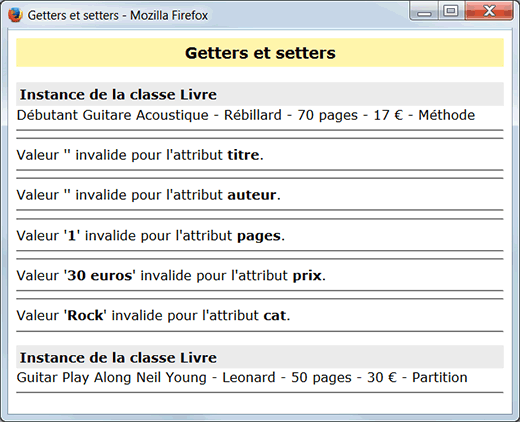 Getters et setters - Mozilla Firefox
Getters et setters
Instance de la classe Livre
Débutant Guitare Acoustique - Rébillard - 70 pages - 17 € - Méthode
Valeur '' invalide pour l'attribut titre.
Valeur '' invalide pour l'attribut auteur.
Valeur '1' invalide pour l'attribut pages.
Valeur '30 euros' invalide pour l'attribut prix.
Valeur 'Rock' invalide pour l'attribut cat.
Instance de la classe Livre
Guitar Play Along Neil Young - Leonard - 50 pages - 30 € - Partition